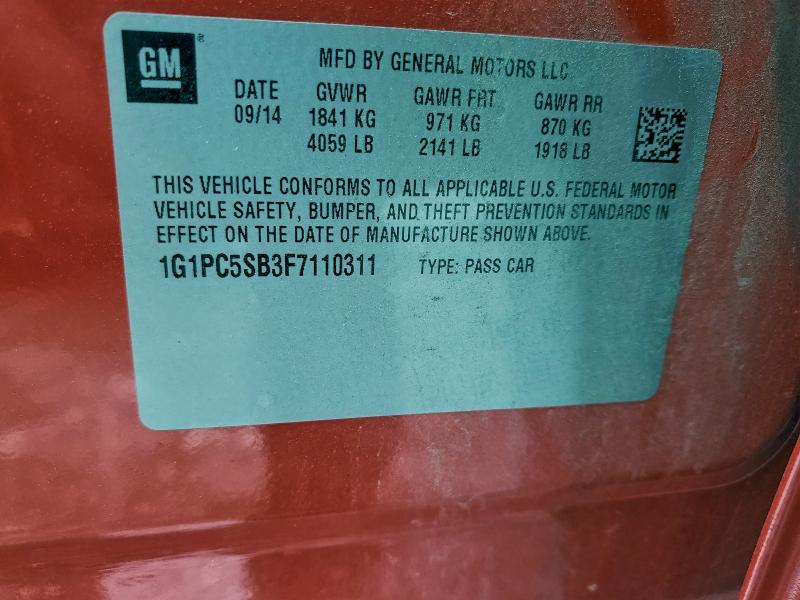 GM®
MFD BY GENERAL MOTORS LLC
DATE GVWR GAWR FRT GAWR RR
09/14 1841 KG 971 KG 870 KG
4059 LB 2141 LB 1918 LB
THIS VEHICLE CONFORMS TO ALL APPLICABLE U.S. FEDERAL MOTOR
VEHICLE SAFETY, BUMPER, AND THEFT PREVENTION STANDARDS IN
EFFECT ON THE DATE OF MANUFACTURE SHOWN ABOVE.
1G1PC5SB3F7110311 TYPE: PASS CAR